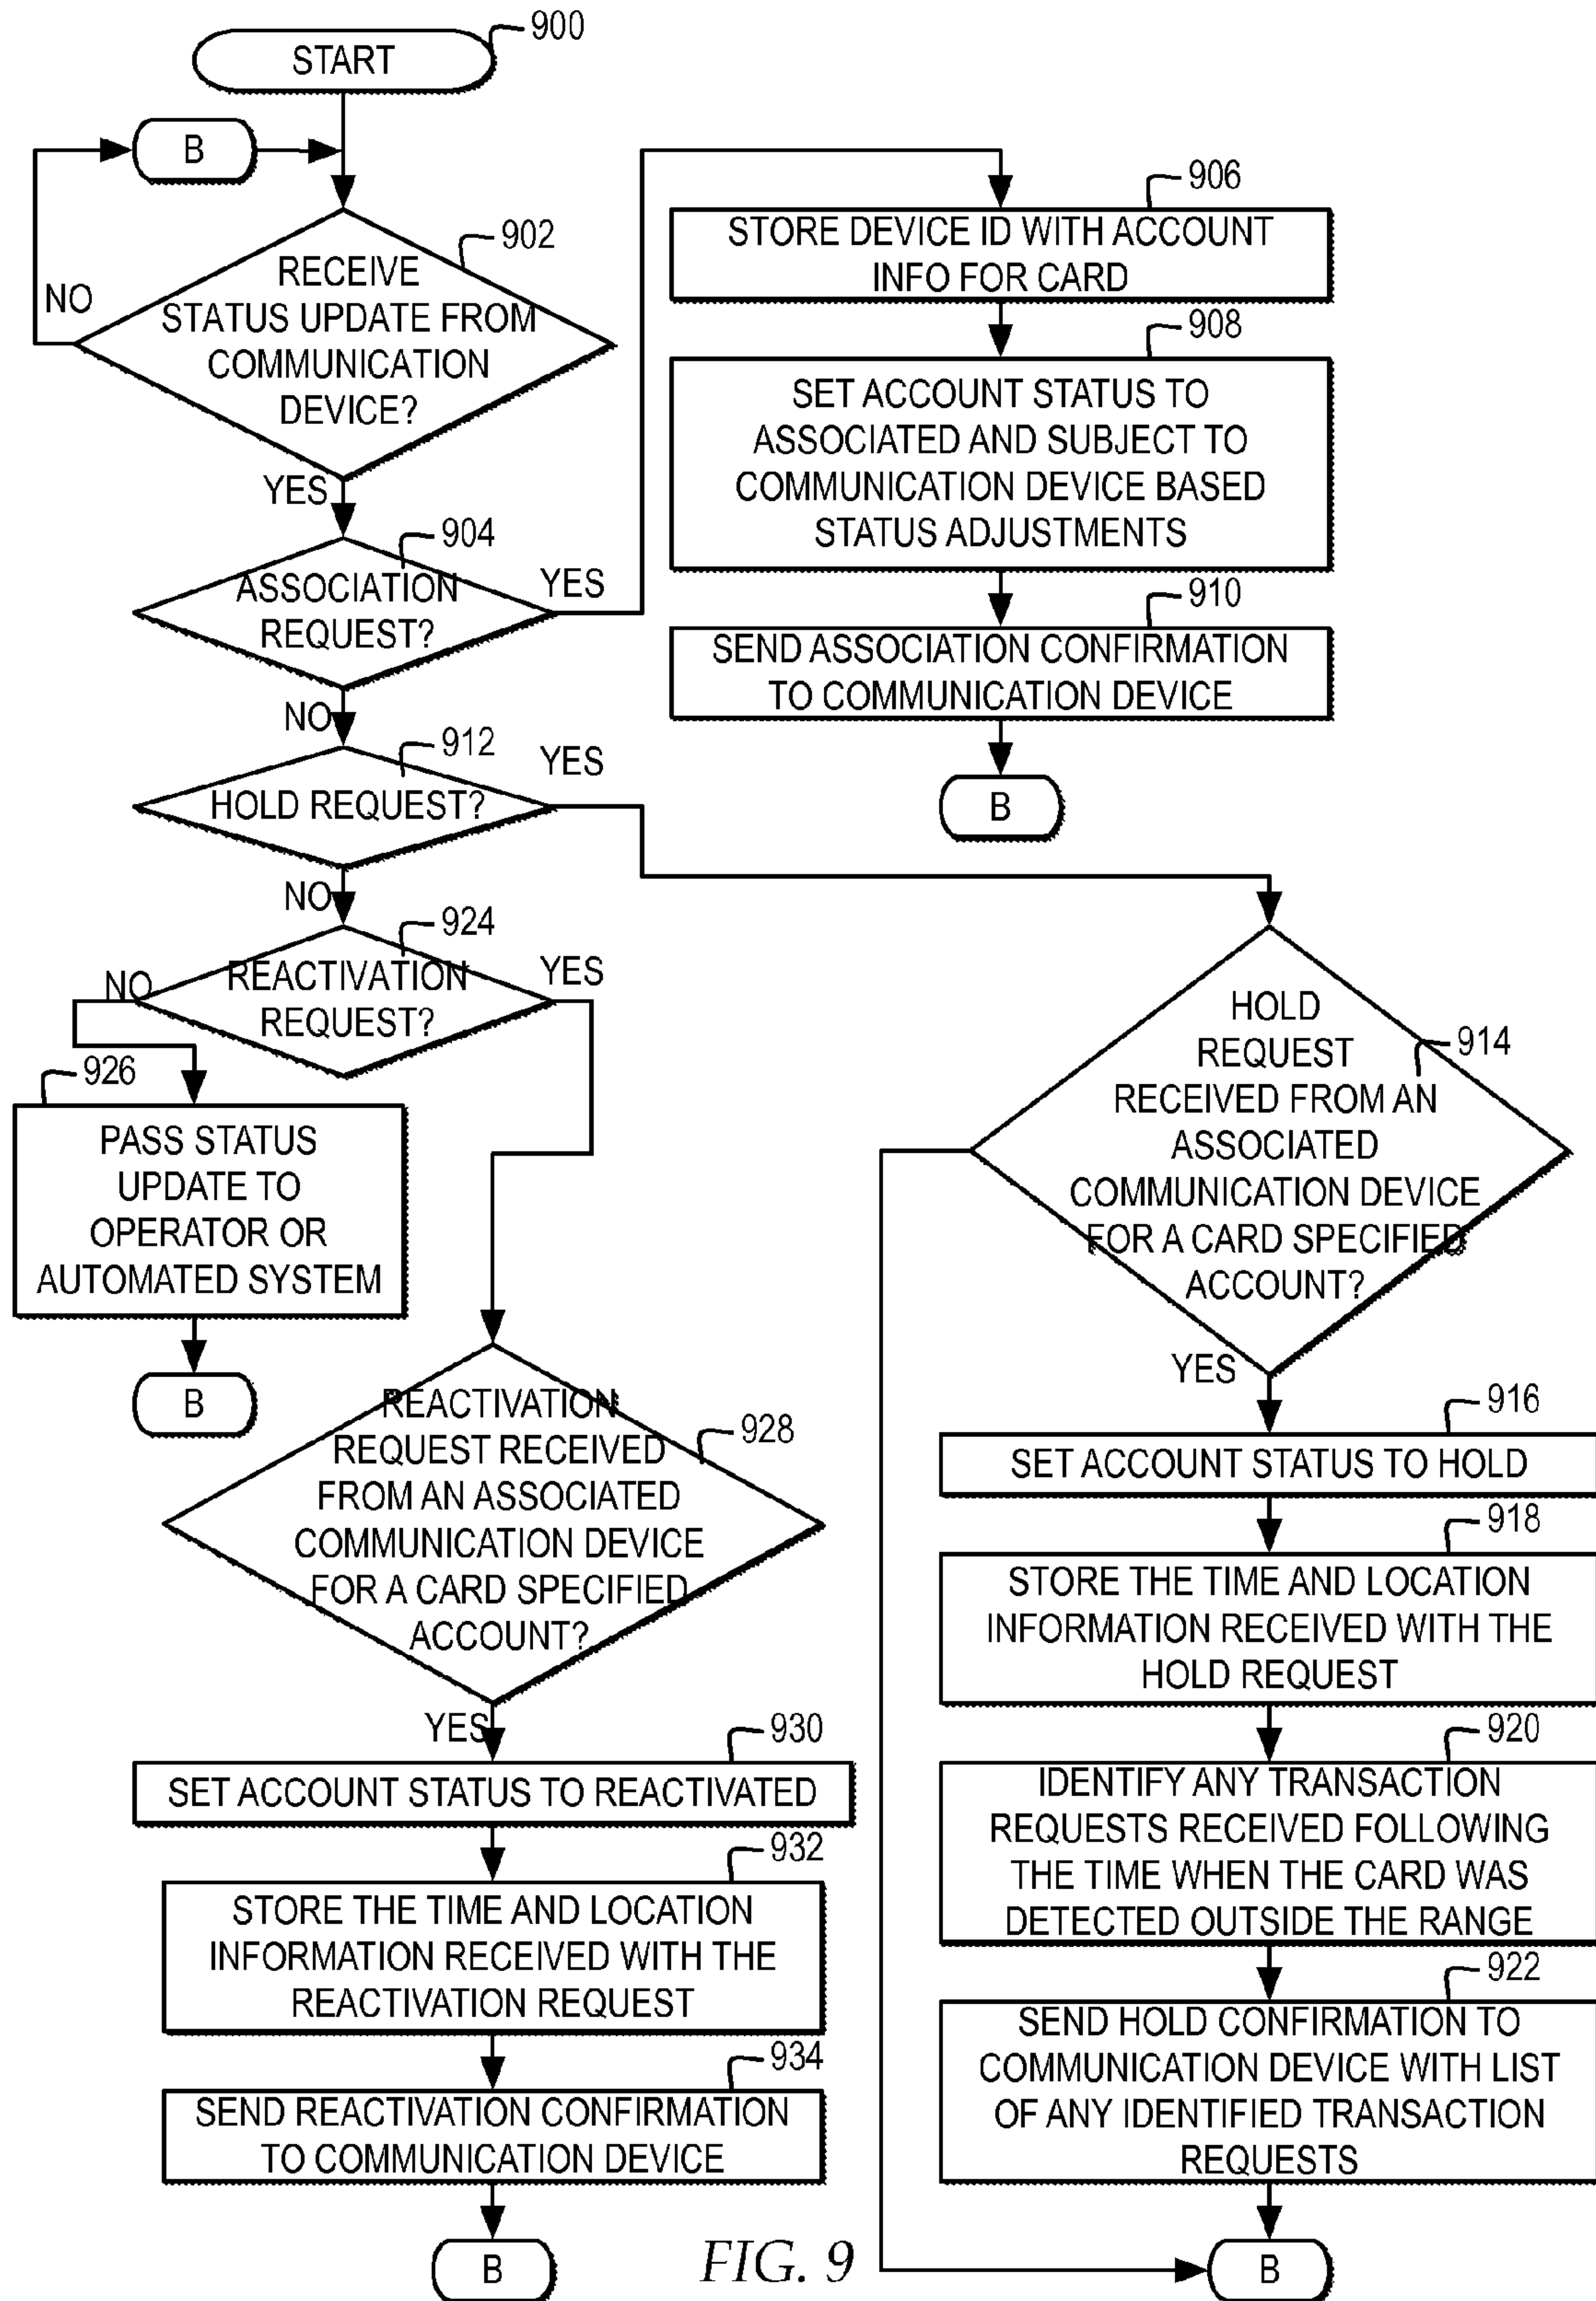 START
900
B
902
RECEIVE
STATUS UPDATE FROM
COMMUNICATION
DEVICE?
NO
YES
904
ASSOCIATION
REQUEST?
YES
NO
906
STORE DEVICE ID WITH ACCOUNT
INFO FOR CARD
908
SET ACCOUNT STATUS TO
ASSOCIATED AND SUBJECT TO
COMMUNICATION DEVICE BASED
STATUS ADJUSTMENTS
910
SEND ASSOCIATION CONFIRMATION
TO COMMUNICATION DEVICE
B
912
HOLD REQUEST?
YES
NO
924
REACTIVATION
REQUEST?
NO
YES
926
PASS STATUS
UPDATE TO
OPERATOR OR
AUTOMATED SYSTEM
B
914
HOLD
REQUEST
RECEIVED FROM AN
ASSOCIATED
COMMUNICATION DEVICE
FOR A CARD SPECIFIED
ACCOUNT?
YES
916
SET ACCOUNT STATUS TO HOLD
918
STORE THE TIME AND LOCATION
INFORMATION RECEIVED WITH THE
HOLD REQUEST
920
IDENTIFY ANY TRANSACTION
REQUESTS RECEIVED FOLLOWING
THE TIME WHEN THE CARD WAS
DETECTED OUTSIDE THE RANGE
922
SEND HOLD CONFIRMATION TO
COMMUNICATION DEVICE WITH LIST
OF ANY IDENTIFIED TRANSACTION
REQUESTS
B
928
REACTIVATION
REQUEST RECEIVED
FROM AN ASSOCIATED
COMMUNICATION DEVICE
FOR A CARD SPECIFIED
ACCOUNT?
YES
930
SET ACCOUNT STATUS TO REACTIVATED
932
STORE THE TIME AND LOCATION
INFORMATION RECEIVED WITH THE
REACTIVATION REQUEST
934
SEND REACTIVATION CONFIRMATION
TO COMMUNICATION DEVICE
B
FIG. 9